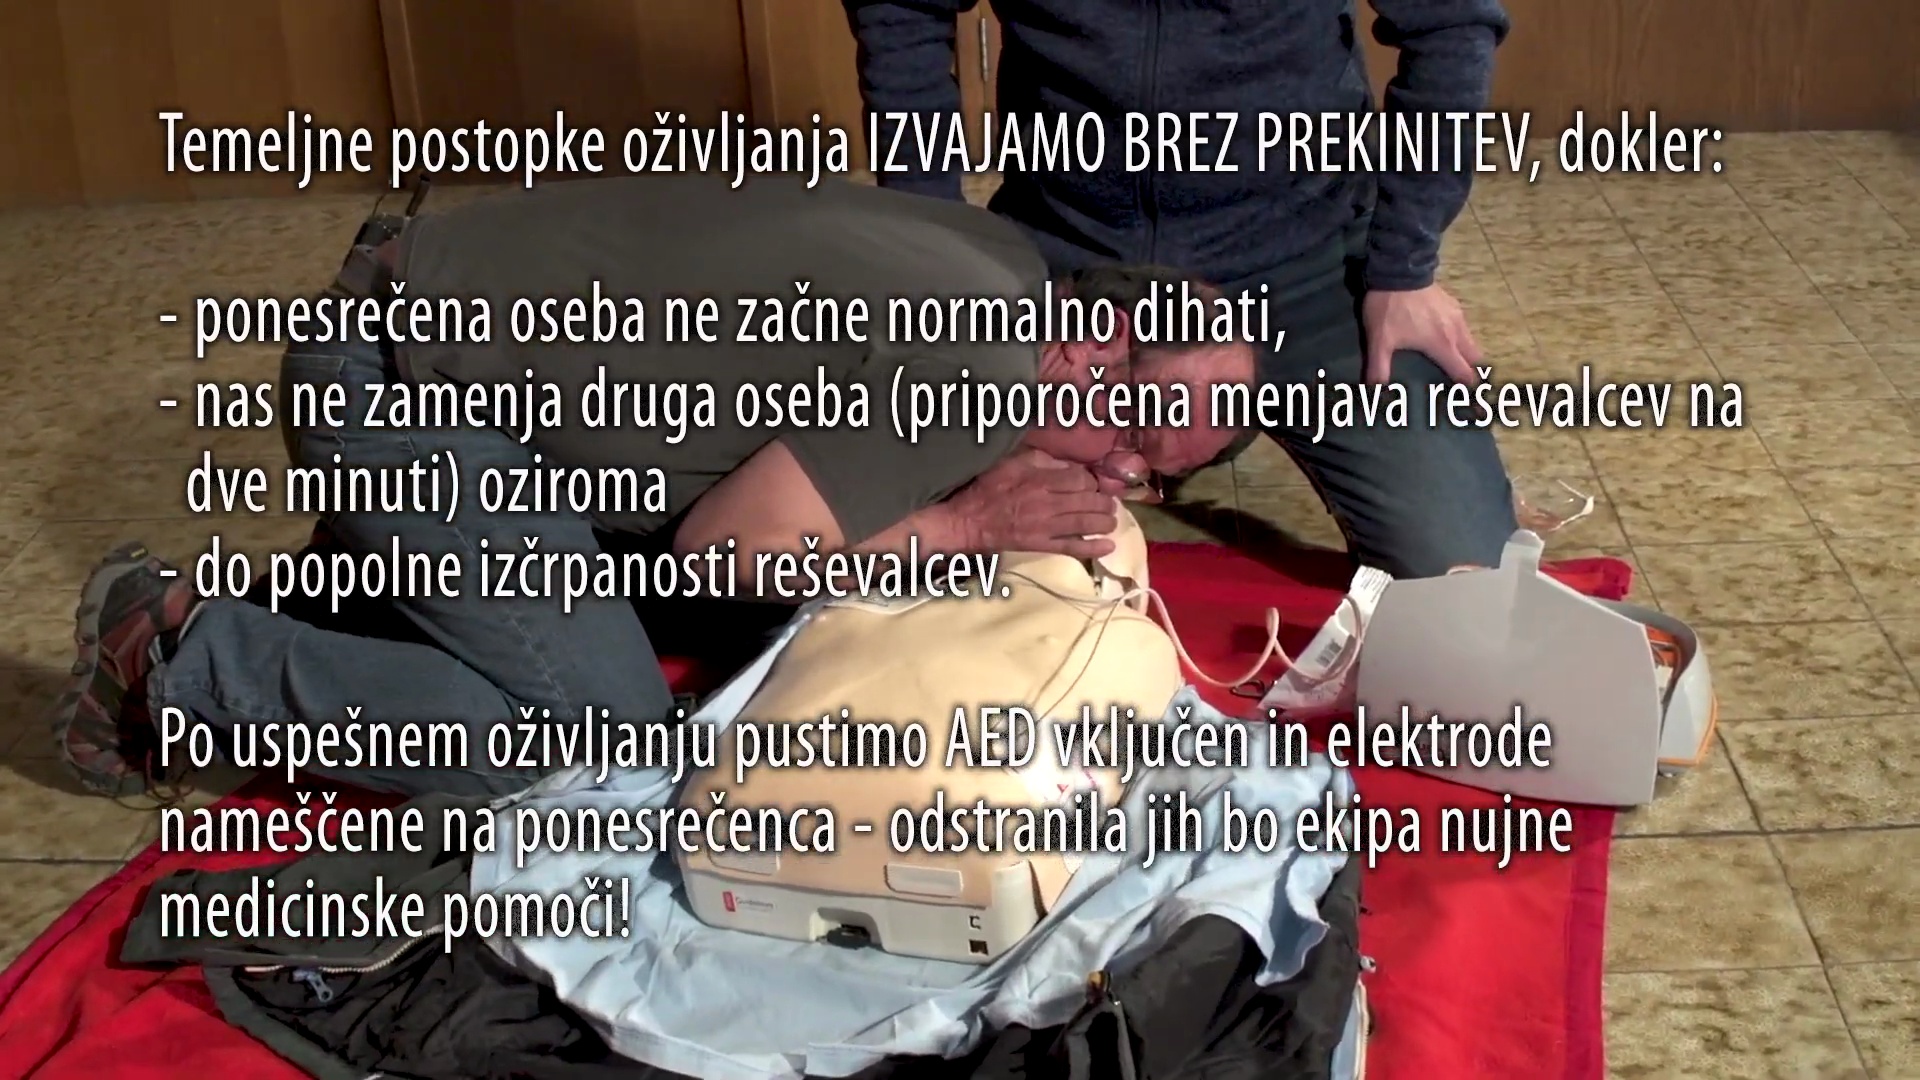 Temeljne postopke oživljanja IZVAJAMO BREZ PREKINITEV, dokler:
- ponesrečena oseba ne začne normalno dihati,
- nas ne zamenja druga oseba (priporočena menjava reševalcev na
dve minuti) oziroma
- do popolne izčrpanosti reševalcev.
Po uspešnem oživljanju pustimo AED vključen in elektrode
nameščene na ponesrečenca - odstranila jih bo ekipa nujne
medicinske pomoči!